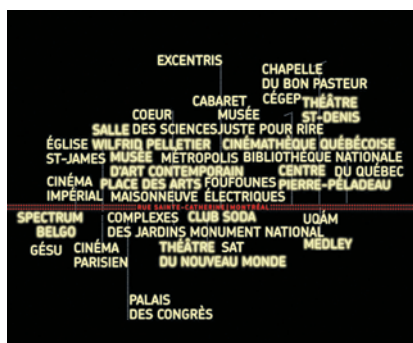 EXCENTRIS
CHAPELLE
DU BON PASTEUR
CABARET MUSÉE CÉGEP THÉÂTRE
COEUR ST-DENIS
SALLE DES SCIENCES JUSTE POUR RIRE
ÉGLISE WILFRID PELLETIER CINÉMATHÈQUE QUÉBÉCOISE
ST-JAMES MUSÉE MÉTROPOLIS BIBLIOTHÈQUE NATIONALE
D'ART CONTEMPORAIN CENTRE DU QUÉBEC
CINÉMA PLACE DES ARTS FOUFOUNES PIERRE-PÉLADEAU
IMPÉRIAL MAISONNEUVE ÉLECTRIQUES
RUE SAINTE-CATHERINE | MONTRÉAL
SPECTRUM COMPLEXES CLUB SODA UQÀM
BELGO DES JARDINS MONUMENT NATIONAL
GÉSU CINÉMA THÉÂTRE SAT MEDLEY
PARISIEN DU NOUVEAU MONDE
PALAIS
DES CONGRÈS